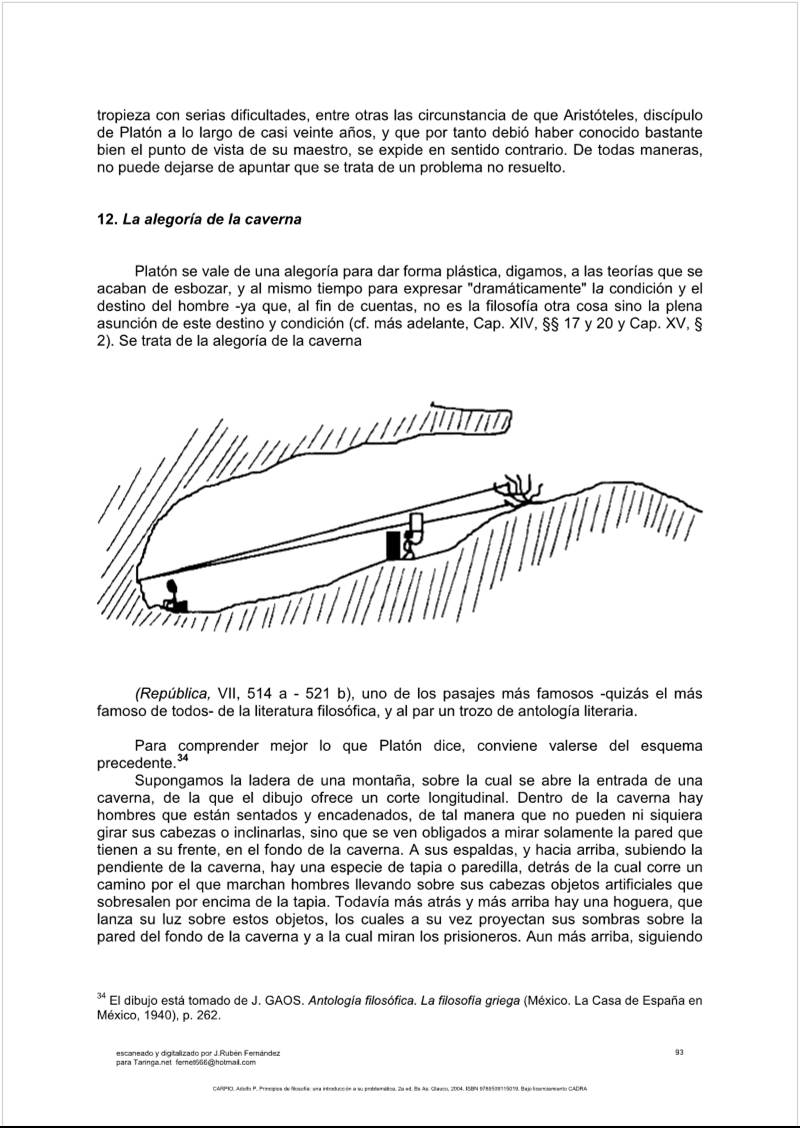 tropieza con serias dificultades, entre otras las circunstancia de que Aristóteles, discípulo
de Platón a lo largo de casi veinte años, y que por tanto debió haber conocido bastante
bien el punto de vista de su maestro, se expide en sentido contrario. De todas maneras,
no puede dejarse de apuntar que se trata de un problema no resuelto.
12. La alegoría de la caverna
Platón se vale de una alegoría para dar forma plástica, digamos, a las teorías que se
acaban de esbozar, y al mismo tiempo para expresar "dramáticamente" la condición y el
destino del hombre -ya que, al fin de cuentas, no es la filosofía otra cosa sino la plena
asunción de este destino y condición (cf. más adelante, Cap. XIV, §§ 17 y 20 y Cap. XV, §
2). Se trata de la alegoría de la caverna
(República, VII, 514 a - 521 b), uno de los pasajes más famosos -quizás el más
famoso de todos- de la literatura filosófica, y al par un trozo de antología literaria.
Para comprender mejor lo que Platón dice, conviene valerse del esquema
precedente.34
Supongamos la ladera de una montaña, sobre la cual se abre la entrada de una
caverna, de la que el dibujo ofrece un corte longitudinal. Dentro de la caverna hay
hombres que están sentados y encadenados, de tal manera que no pueden ni siquiera
girar sus cabezas o inclinarlas, sino que se ven obligados a mirar solamente la pared que
tienen a su frente, en el fondo de la caverna. A sus espaldas, y hacia arriba, subiendo la
pendiente de la caverna, hay una especie de tapia o paredilla, detrás de la cual corre un
camino por el que marchan hombres llevando sobre sus cabezas objetos artificiales que
sobresalen por encima de la tapia. Todavía más atrás y más arriba hay una hoguera, que
lanza su luz sobre estos objetos, los cuales a su vez proyectan sus sombras sobre la
pared del fondo de la caverna y a la cual miran los prisioneros. Aun más arriba, siguiendo
34 El dibujo está tomado de J. GAOS. Antología filosófica. La filosofía griega (México. La Casa de España en
México, 1940), p. 262.
escaneado y digitalizado por J.Rubén Fernández
93
para Taringa.net fernet666@hotmail.com
CARPIO, Adolfo P. Principios de filosofía: una introducción a su problemática, 2a ed. Bs As. Glauco, 2004. ISBN 9789509115019. Bajo licenciamiento CADRA